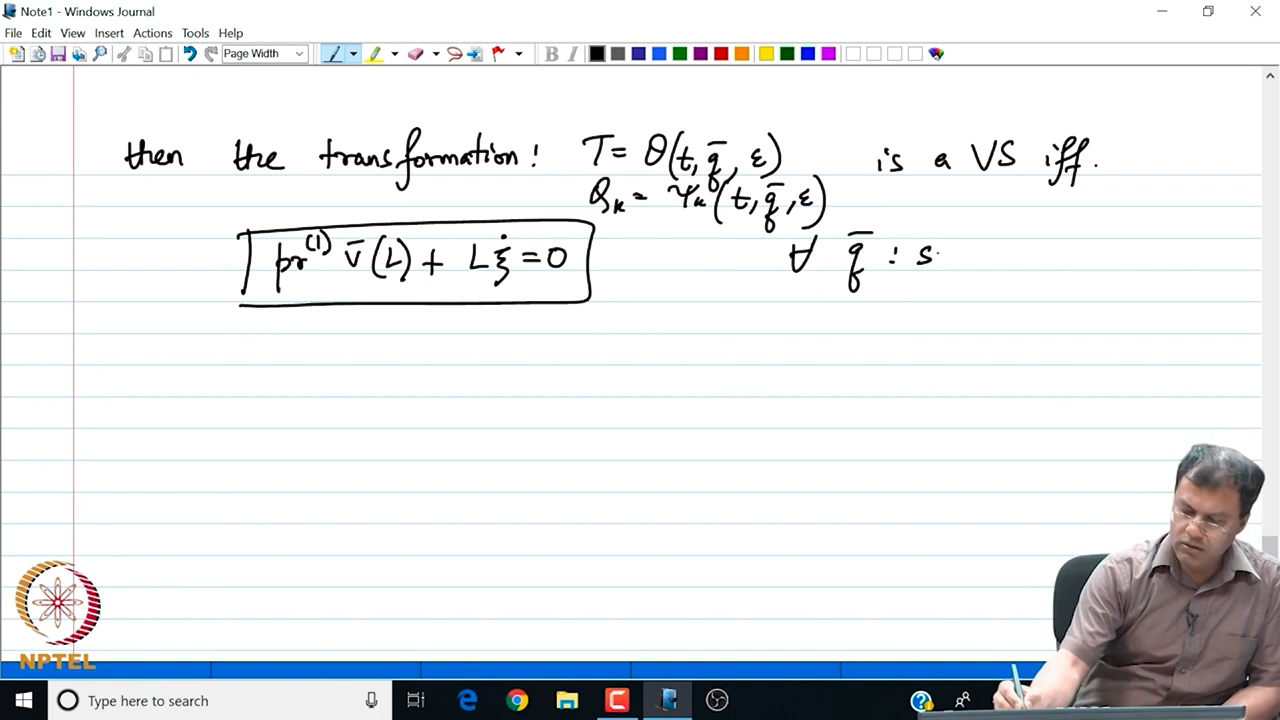 Note1 - Windows Journal
File Edit View Insert Actions Tools Help
Page Width B I
then the transformation: T = θ(t, q̄, ε) is a VS iff.
Q_k = Ψ_k(t, q̄, ε)
pr^(1) v̄(L) + Lξ̇ = 0 ∀ q̄ : s
NPTEL
Type here to search